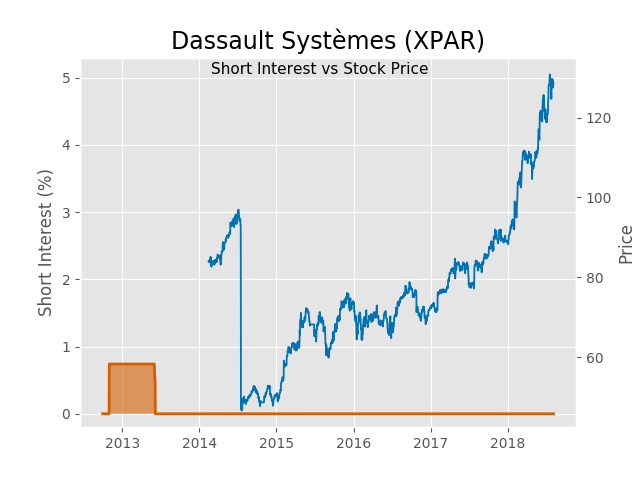 Dassault Systèmes (XPAR)
Short Interest vs Stock Price
Short Interest (%)
5
4
3
2
1
0
120
100
80
60
Price
2013 2014 2015 2016 2017 2018